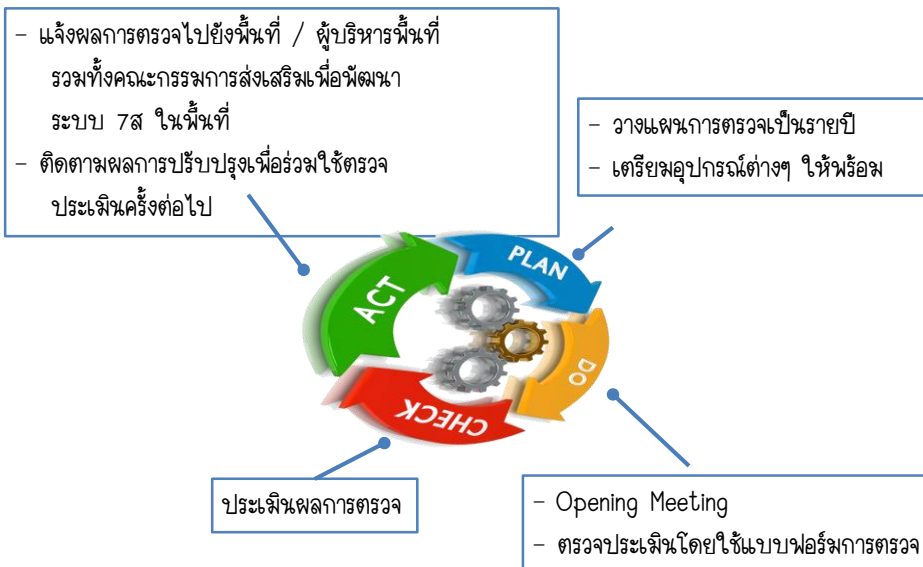 - แจ้งผลการตรวจไปยังพื้นที่ / ผู้บริหารพื้นที่
รวมทั้งคณะกรรมการส่งเสริมเพื่อพัฒนา
ระบบ 7ส ในพื้นที่
- ติดตามผลการปรับปรุงเพื่อร่วมใช้ตรวจ
ประเมินครั้งต่อไป
- วางแผนการตรวจเป็นรายปี
- เตรียมอุปกรณ์ต่างๆ ให้พร้อม
PLAN
ACT
DO
CHECK
ประเมินผลการตรวจ
- Opening Meeting
- ตรวจประเมินโดยใช้แบบฟอร์มการตรวจ